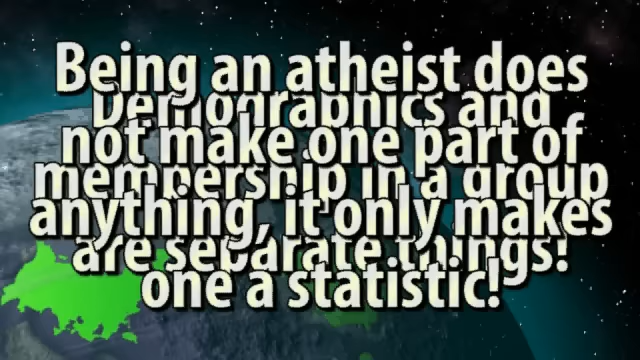 Being an atheist does
Demographics and
not make one part of
membership in a group
anything, it only makes
are separate things!
one a statistic!